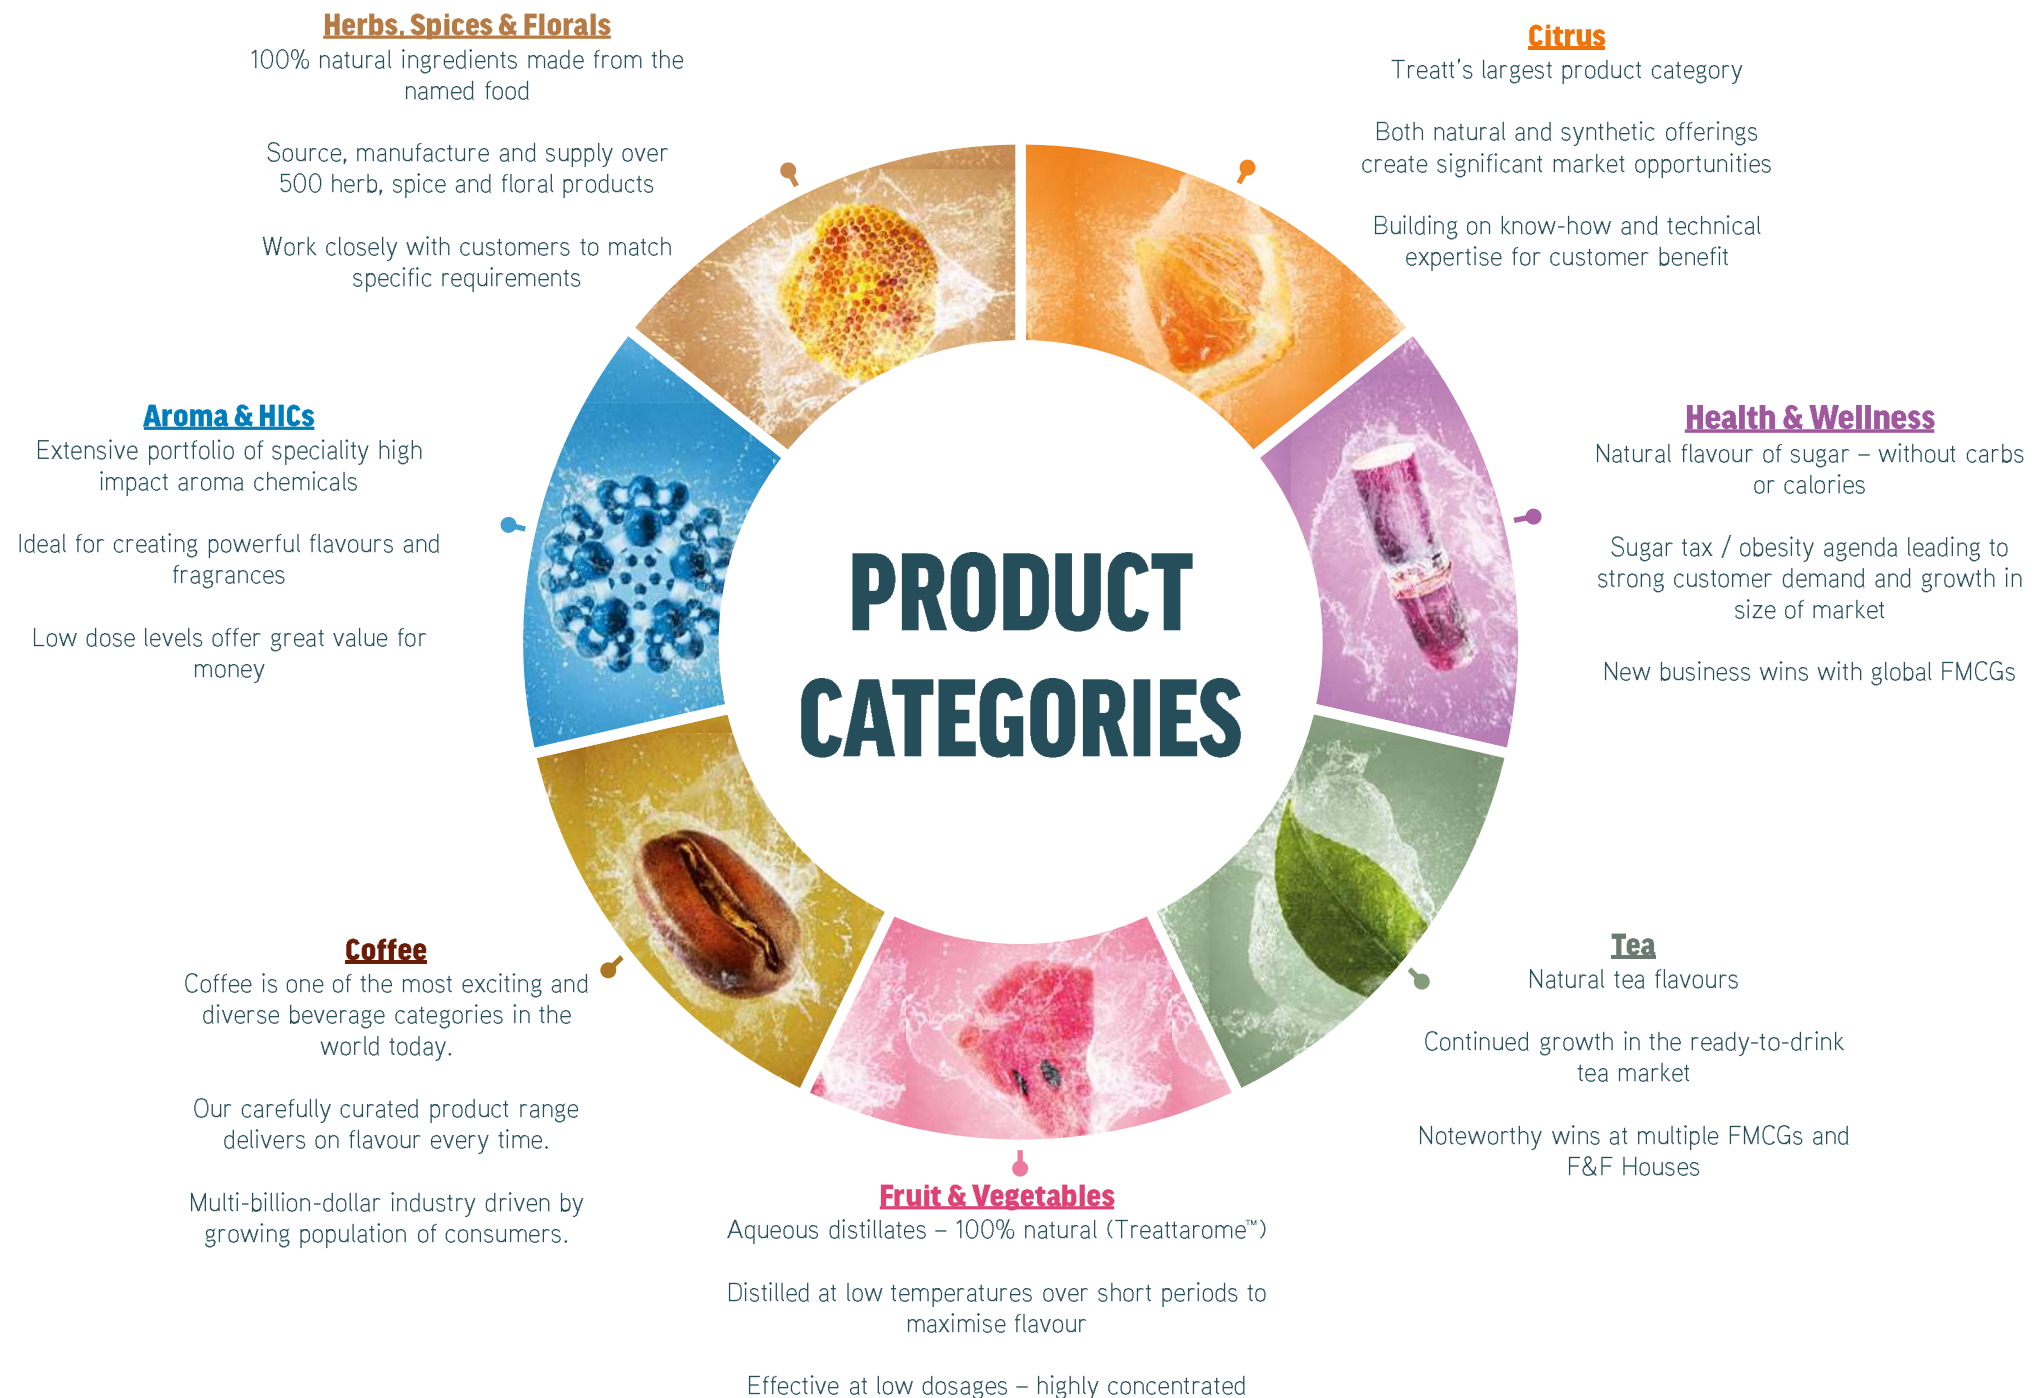 Herbs, Spices & Florals
100% natural ingredients made from the
named food
Source, manufacture and supply over
500 herb, spice and floral products
Work closely with customers to match
specific requirements
Citrus
Treatt's largest product category
Both natural and synthetic offerings
create significant market opportunities
Building on know-how and technical
expertise for customer benefit
Aroma & HICs
Extensive portfolio of speciality high
impact aroma chemicals
Ideal for creating powerful flavours and
fragrances
Low dose levels offer great value for
money
PRODUCT
CATEGORIES
Health & Wellness
Natural flavour of sugar – without carbs
or calories
Sugar tax / obesity agenda leading to
strong customer demand and growth in
size of market
New business wins with global FMCGs
Coffee
Coffee is one of the most exciting and
diverse beverage categories in the
world today.
Our carefully curated product range
delivers on flavour every time.
Multi-billion-dollar industry driven by
growing population of consumers.
Tea
Natural tea flavours
Continued growth in the ready-to-drink
tea market
Noteworthy wins at multiple FMCGs and
F&F Houses
Fruit & Vegetables
Aqueous distillates – 100% natural (Treattarome™)
Distilled at low temperatures over short periods to
maximise flavour
Effective at low dosages – highly concentrated